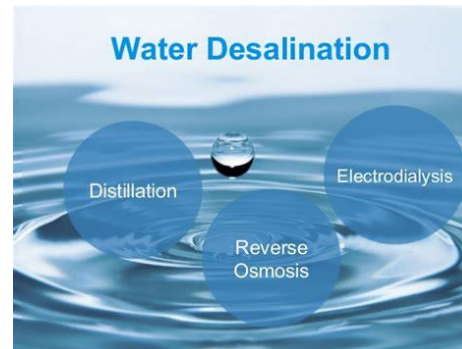 Water Desalination
Distillation
Electrodialysis
Reverse
Osmosis